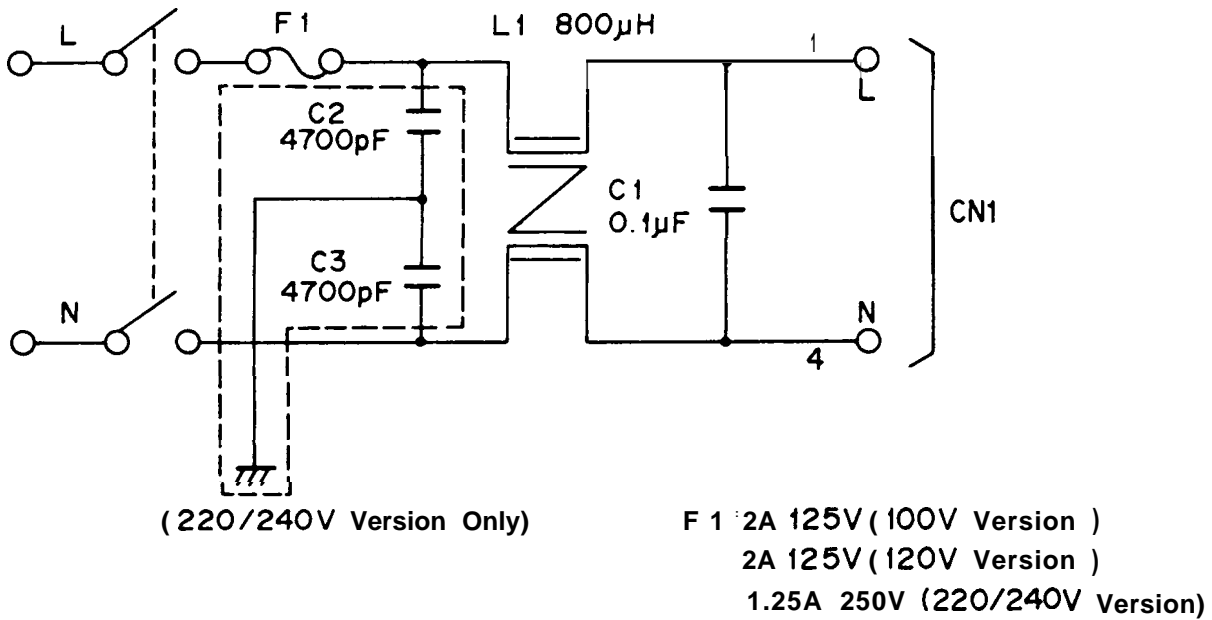 L
F1
L1 800μH
1
L
C2
4700pF
C1
0.1μF
CN1
C3
4700pF
N
N
4
(220/240V Version Only)
F 1 2A 125V (100V Version )
2A 125V (120V Version )
1.25A 250V (220/240V Version)